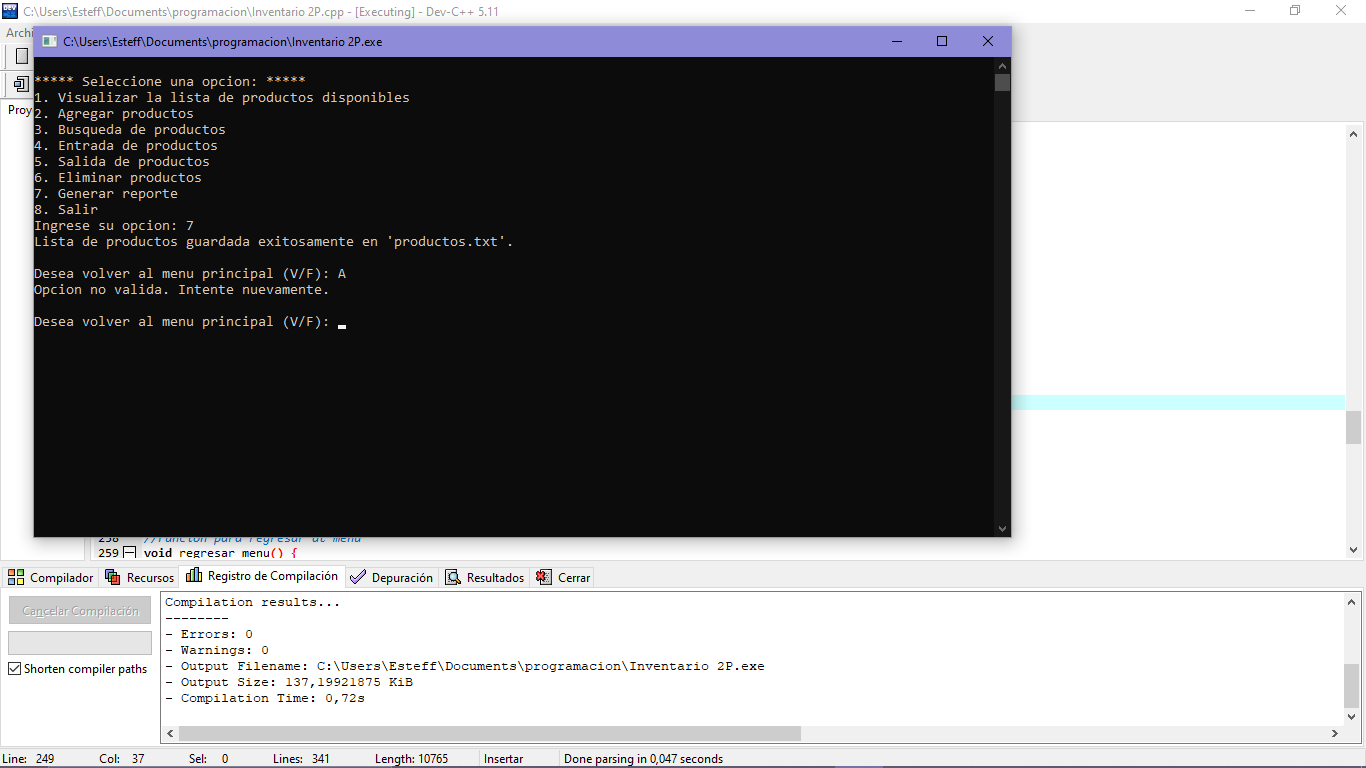 C:\Users\Esteff\Documents\programacion\Inventario 2P.cpp - [Executing] - Dev-C++ 5.11
Archi
C:\Users\Esteff\Documents\programacion\Inventario 2P.exe
***** Seleccione una opcion: *****
1. Visualizar la lista de productos disponibles
2. Agregar productos
3. Busqueda de productos
4. Entrada de productos
5. Salida de productos
6. Eliminar productos
7. Generar reporte
8. Salir
Ingrese su opcion: 7
Lista de productos guardada exitosamente en 'productos.txt'.
Desea volver al menu principal (V/F): A
Opcion no valida. Intente nuevamente.
Desea volver al menu principal (V/F):
Proy
258 //Funcion para regresar al menu
259 void regresar_menu() {
Compilador Recursos Registro de Compilación Depuración Resultados Cerrar
Cancelar Compilación
Shorten compiler paths
Compilation results...
--------
- Errors: 0
- Warnings: 0
- Output Filename: C:\Users\Esteff\Documents\programacion\Inventario 2P.exe
- Output Size: 137,19921875 KiB
- Compilation Time: 0,72s
Line: 249 Col: 37 Sel: 0 Lines: 341 Length: 10765 Insertar Done parsing in 0,047 seconds